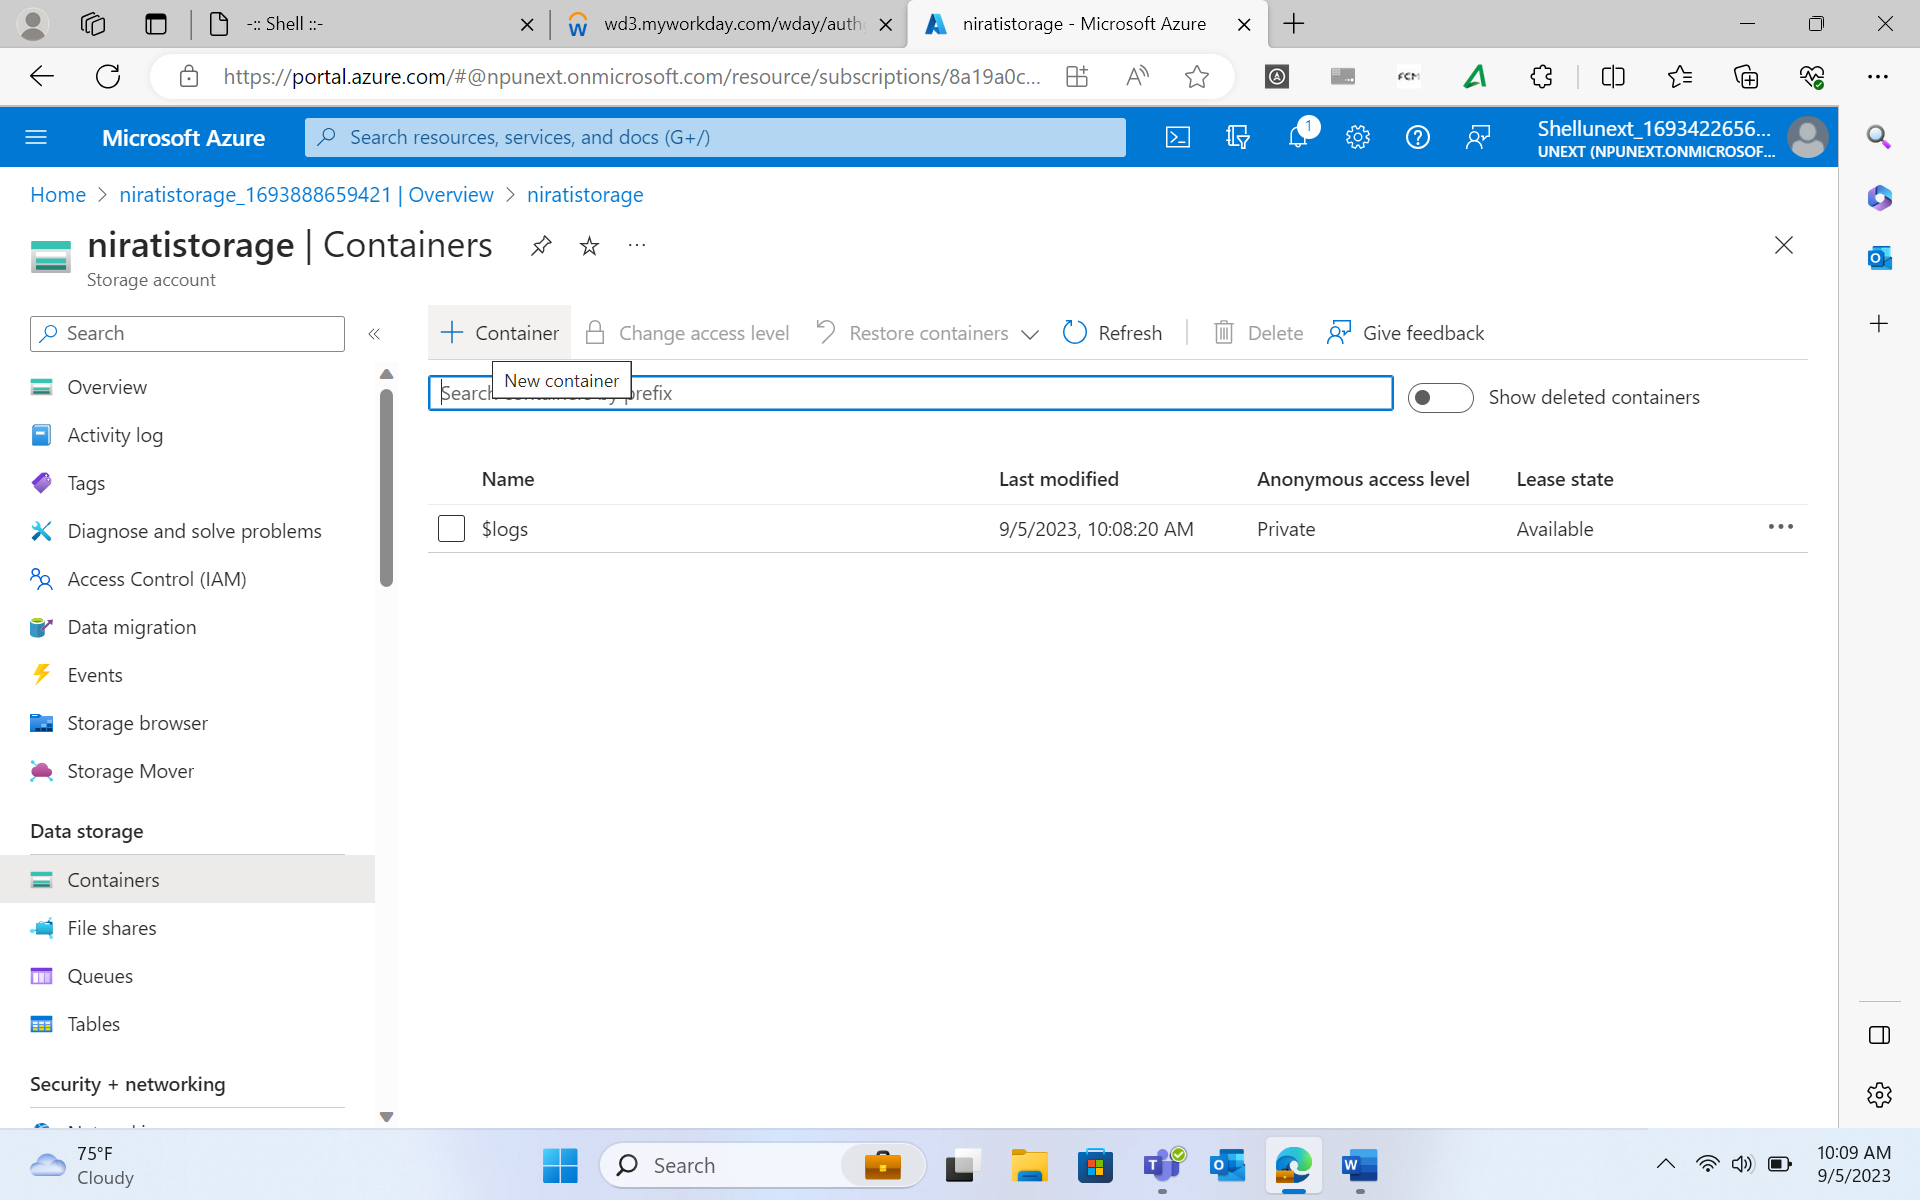 -:: Shell ::-
wd3.myworkday.com/wday/auth
niratistorage - Microsoft Azure
https://portal.azure.com/#@npunext.onmicrosoft.com/resource/subscriptions/8a19a0c...
FCM
Microsoft Azure
Search resources, services, and docs (G+/)
1
Shellunext_1693422656...
UNEXT (NPUNEXT.ONMICROSOF...
Home > niratistorage_1693888659421 | Overview > niratistorage
niratistorage | Containers
Storage account
Search
Container
Change access level
Restore containers
Refresh
Delete
Give feedback
New container
Search containers by prefix
Show deleted containers
Name
Last modified
Anonymous access level
Lease state
$logs
9/5/2023, 10:08:20 AM
Private
Available
Overview
Activity log
Tags
Diagnose and solve problems
Access Control (IAM)
Data migration
Events
Storage browser
Storage Mover
Data storage
Containers
File shares
Queues
Tables
Security + networking
75°F
Cloudy
Search
10:09 AM
9/5/2023